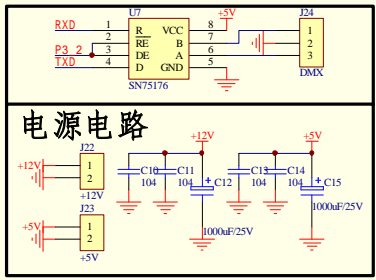 U7 +5V J24
RXD 1 R VCC 8 1
2 RE B 7 2
P3_2 3 DE A 6 3
TXD 4 D GND 5
SN75176 DMX
电源电路
J22 +12V +5V
+12V 1 C10 C11 C13 C14
2 104 104 C12 104 104 C15
+12V
J23
+5V 1 1000uF/25V 1000uF/25V
2
+5V